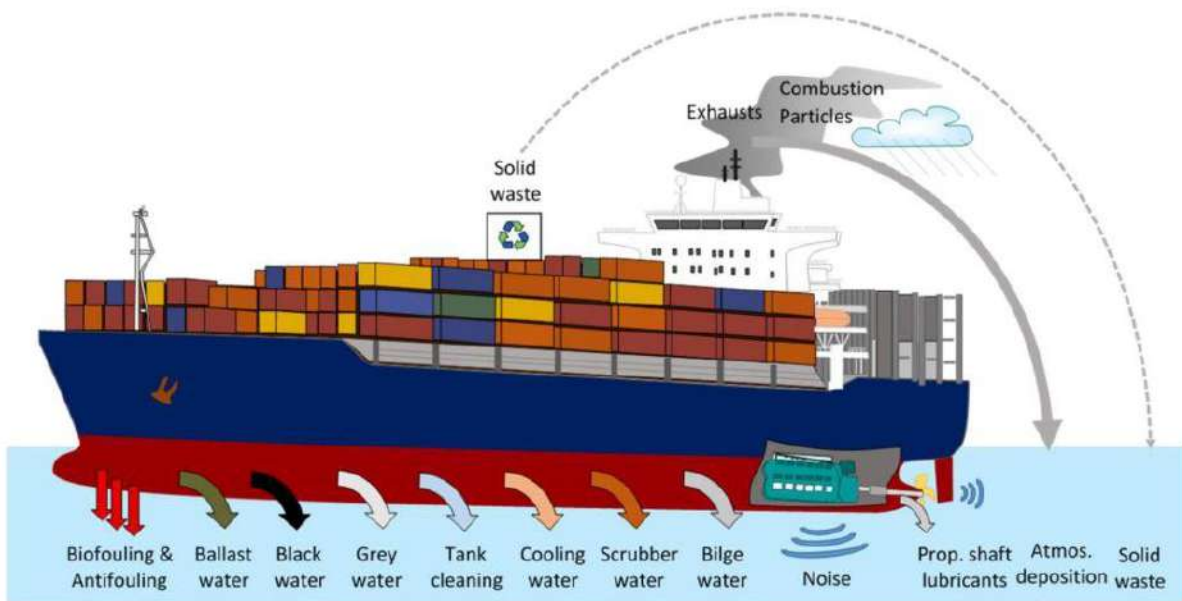 Combustion
Particles
Exhausts
Solid
waste
Biofouling &
Antifouling
Ballast
water
Black
water
Grey
water
Tank
cleaning
Cooling
water
Scrubber
water
Bilge
water
Noise
Prop. shaft
lubricants
Atmos.
deposition
Solid
waste